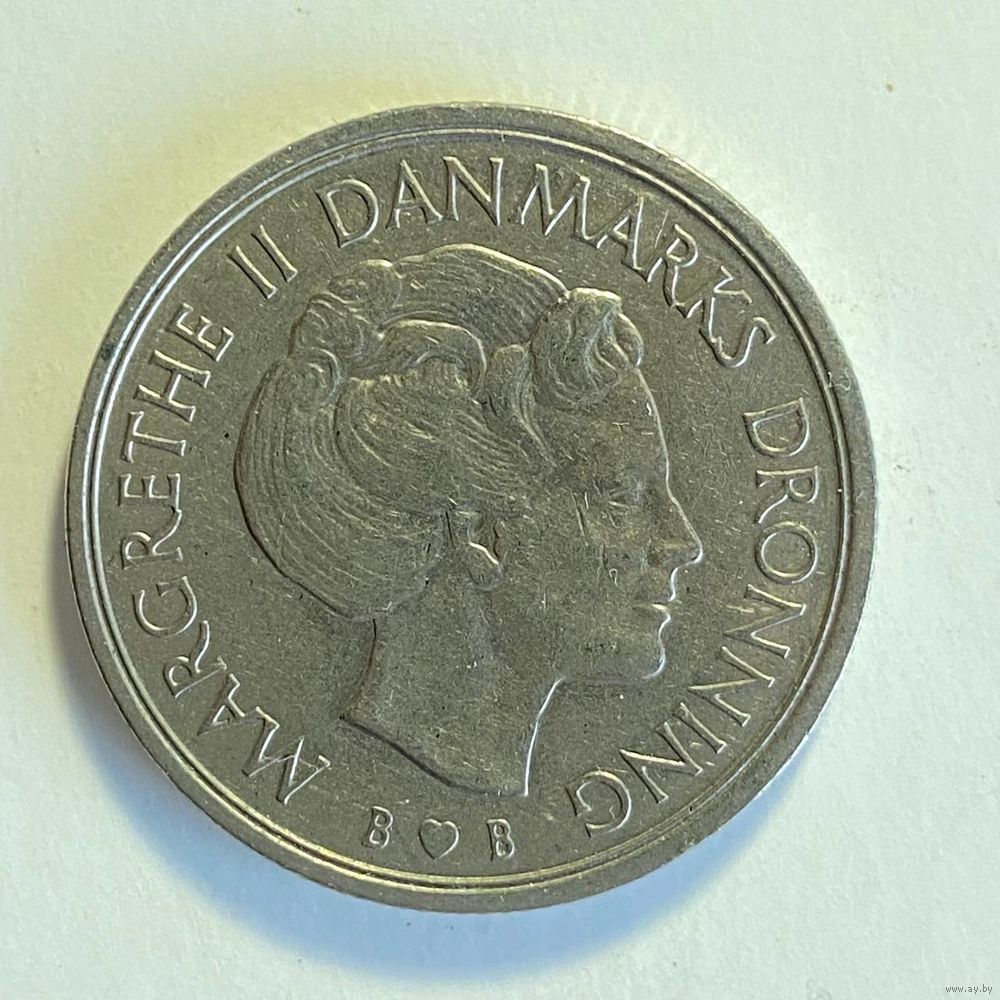 MARGRETHE II DANMARKS DRONNING
B ♡ B
www.ay.by